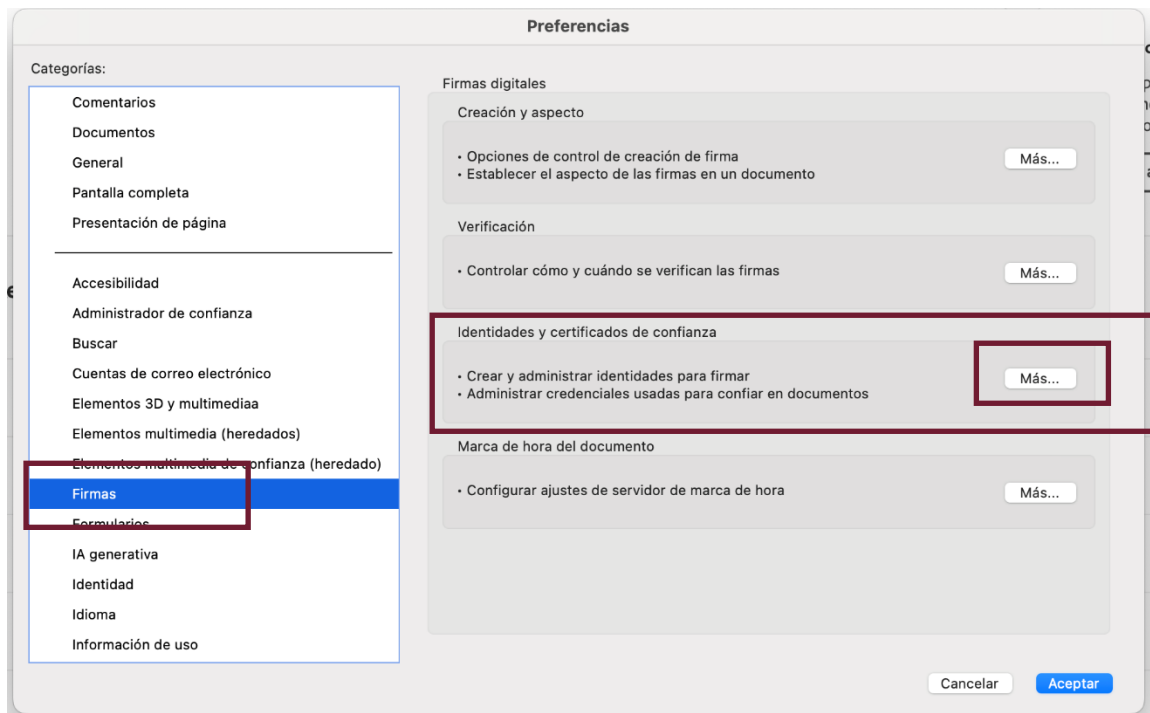 Preferencias
Categorías:
Comentarios
Documentos
General
Pantalla completa
Presentación de página
Accesibilidad
Administrador de confianza
Buscar
Cuentas de correo electrónico
Elementos 3D y multimediaa
Elementos multimedia (heredados)
Elementos multimedia de confianza (heredado)
Firmas
Formularios
IA generativa
Identidad
Idioma
Información de uso
Firmas digitales
Creación y aspecto
• Opciones de control de creación de firma
• Establecer el aspecto de las firmas en un documento
Más...
Verificación
• Controlar cómo y cuándo se verifican las firmas
Más...
Identidades y certificados de confianza
• Crear y administrar identidades para firmar
• Administrar credenciales usadas para confiar en documentos
Más...
Marca de hora del documento
• Configurar ajustes de servidor de marca de hora
Más...
Cancelar
Aceptar